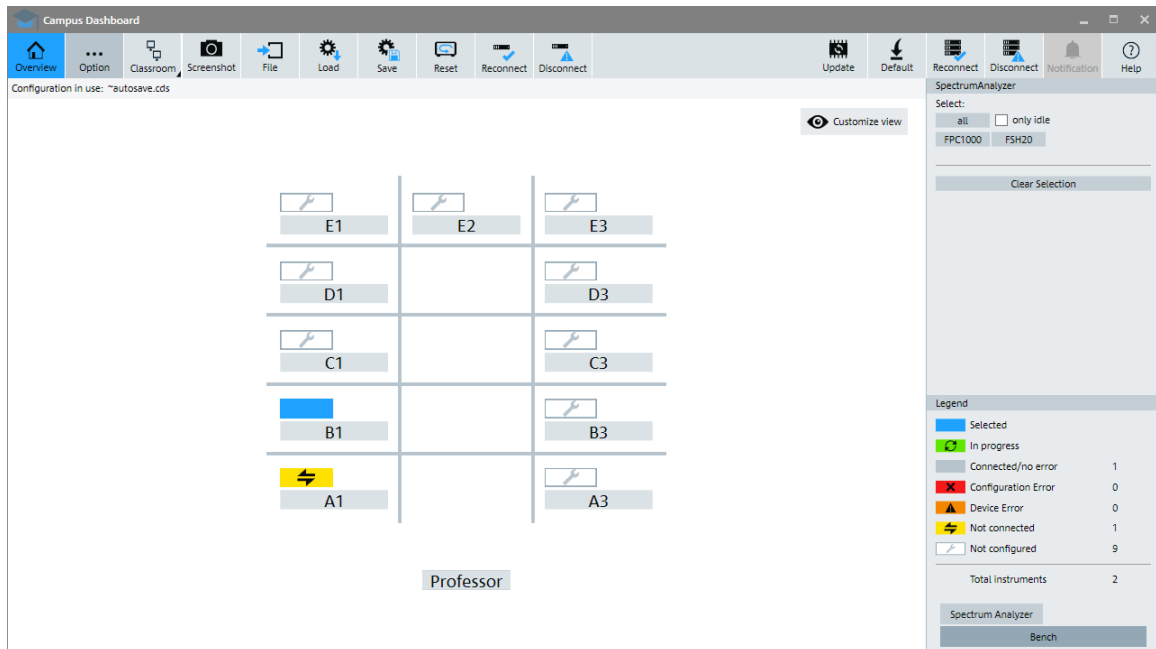 Campus Dashboard
Overview
Option
Classroom
Screenshot
File
Load
Save
Reset
Reconnect
Disconnect
Update
Default
Reconnect
Disconnect
Notification
Help
Configuration in use: ~autosave.cds
Customize view
E1 E2 E3
D1 D3
C1 C3
B1 B3
A1 A3
Professor
SpectrumAnalyzer
Select:
all only idle
FPC1000 FSH20
Clear Selection
Legend
Selected
In progress
Connected/no error 1
Configuration Error 0
Device Error 0
Not connected 1
Not configured 9
Total instruments 2
Spectrum Analyzer
Bench